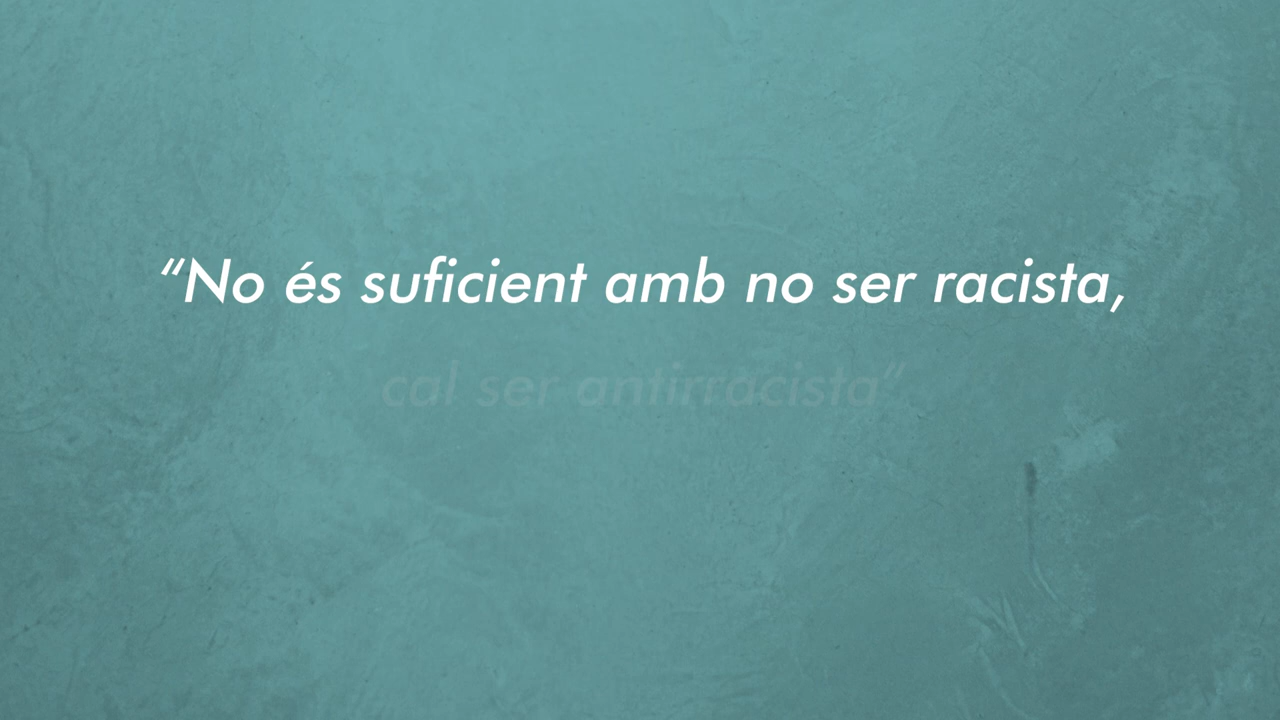 “No és suficient amb no ser racista,
cal ser antirracista”